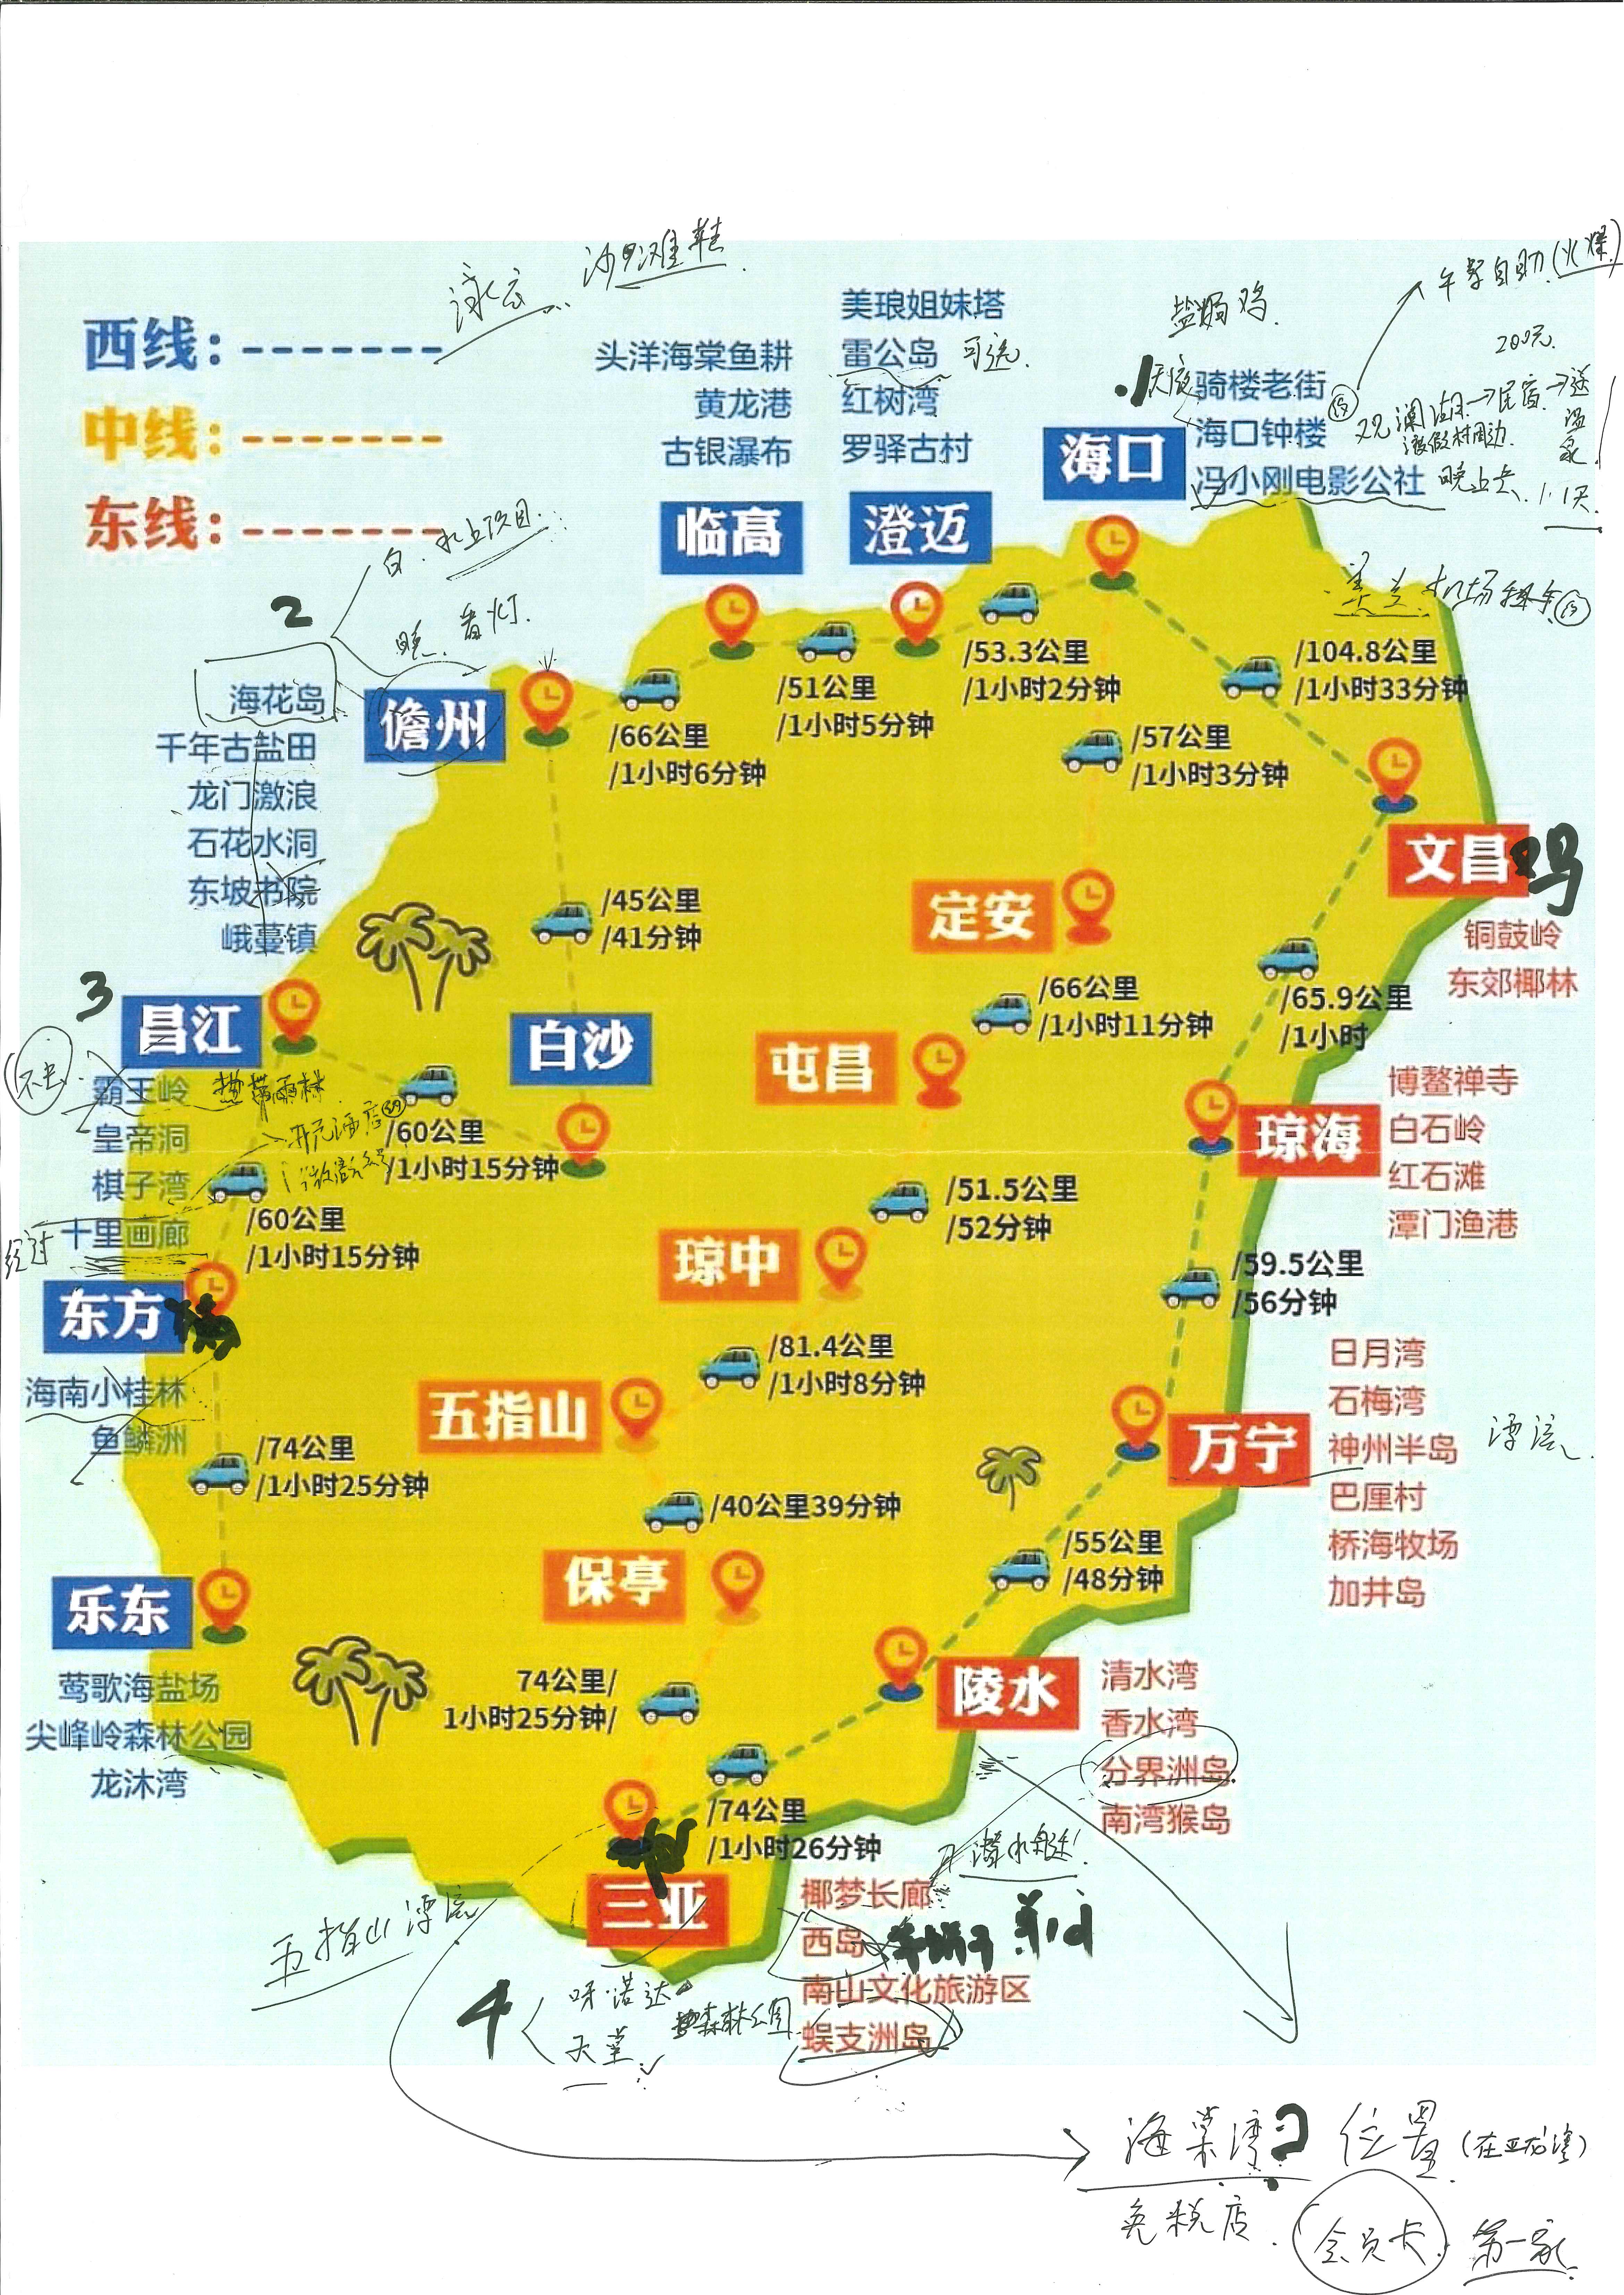 泳衣
沙滩鞋
西线：
中线：
东线：
美琅姐妹塔
头洋海棠鱼耕
雷公岛 可选
黄龙港
红树湾
古银瀑布
罗驿古村
临高
澄迈
盐焗鸡
午餐自助(火爆)
200元
1天
骑楼老街
海口
海口钟楼
观澜湖→民宿→送温泉
度假村周边
冯小刚电影公社 晚上去 1天
美兰机场
白.水上项目
晚 看灯
2
海花岛
儋州
千年古盐田
龙门激浪
石花水洞
东坡书院
峨蔓镇
/66公里
/1小时6分钟
/51公里
/1小时5分钟
/53.3公里
/1小时2分钟
/104.8公里
/1小时33分钟
/57公里
/1小时3分钟
文昌鸡
铜鼓岭
东郊椰林
/45公里
/41分钟
定安
/66公里
/1小时11分钟
/65.9公里
/1小时
3
昌江
白沙
屯昌
不去
霸王岭 热带雨林
皇帝洞
棋子湾
十里画廊
经过
开元酒店
/60公里
/1小时15分钟
/60公里
/1小时15分钟
博鳌禅寺
琼海
白石岭
红石滩
潭门渔港
/51.5公里
/52分钟
琼中
/59.5公里
/56分钟
东方
海南小桂林
鱼鳞洲
/81.4公里
/1小时8分钟
五指山
日月湾
石梅湾
万宁
神州半岛 漂流
巴厘村
桥海牧场
加井岛
/74公里
/1小时25分钟
/40公里39分钟
/55公里
/48分钟
保亭
乐东
莺歌海盐场
尖峰岭森林公园
龙沐湾
74公里/
1小时25分钟/
陵水
清水湾
香水湾
分界洲岛
南湾猴岛
/74公里
/1小时26分钟
潜水艇
三亚
椰梦长廊
西岛
南山文化旅游区
蜈支洲岛
五指山漂流
4
呀诺达
天堂森林公园
海棠湾? 位置(在亚龙湾)
免税店. 会员卡 第一家